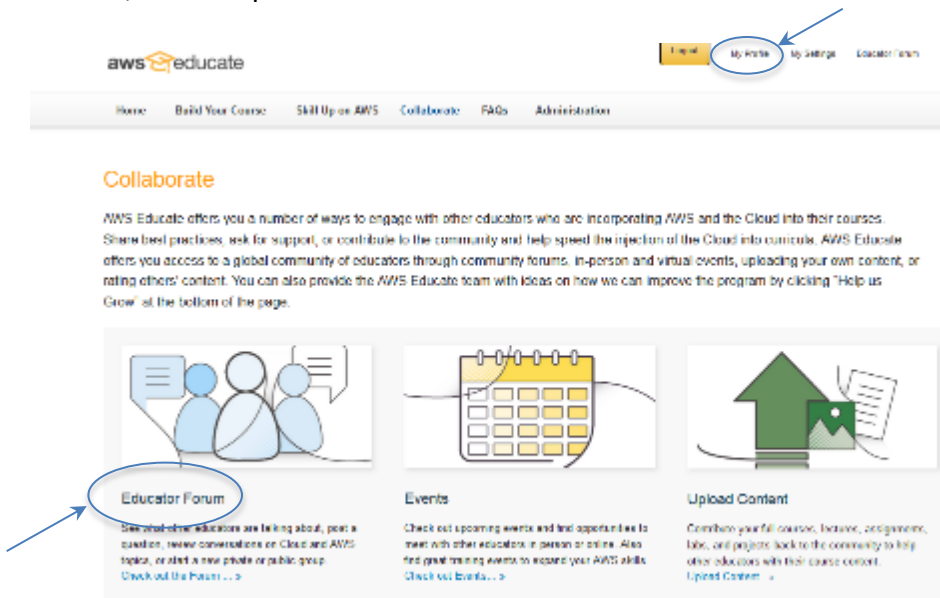 aws educate
Logout My Profile My Settings Educator Forum
Home Build Your Course Skill Up on AWS Collaborate FAQs Administration
Collaborate
AWS Educate offers you a number of ways to engage with other educators who are incorporating AWS and the Cloud into their courses.
Share best practices, ask for support, or contribute to the community and help speed the injection of the Cloud into curricula. AWS Educate
offers you access to a global community of educators through community forums, in-person and virtual events, uploading your own content, or
rating others' content. You can also provide the AWS Educate team with ideas on how we can improve the program by clicking "Help us
Grow" at the bottom of the page.
Educator Forum
See what other educators are talking about, post a
question, review conversations on Cloud and AWS
topics, or start a new private or public group.
Check out the Forum ... »
Events
Check out upcoming events and find opportunities to
meet with other educators in person or online. Also
find great training events to expand your AWS skills.
Check out Events... »
Upload Content
Contribute your full courses, lectures, assignments,
labs, and projects back to the community to help
other educators with their course content.
Upload Content... »